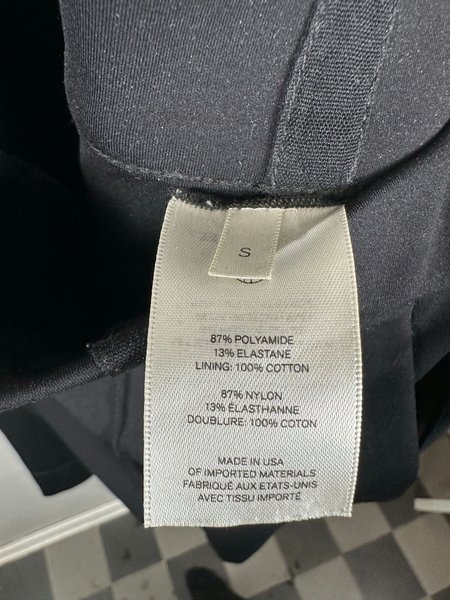 S
87% POLYAMIDE
13% ELASTANE
LINING: 100% COTTON
87% NYLON
13% ÉLASTHANNE
DOUBLURE: 100% COTON
MADE IN USA
OF IMPORTED MATERIALS
FABRIQUÉ AUX ETATS-UNIS
AVEC TISSU IMPORTÉ